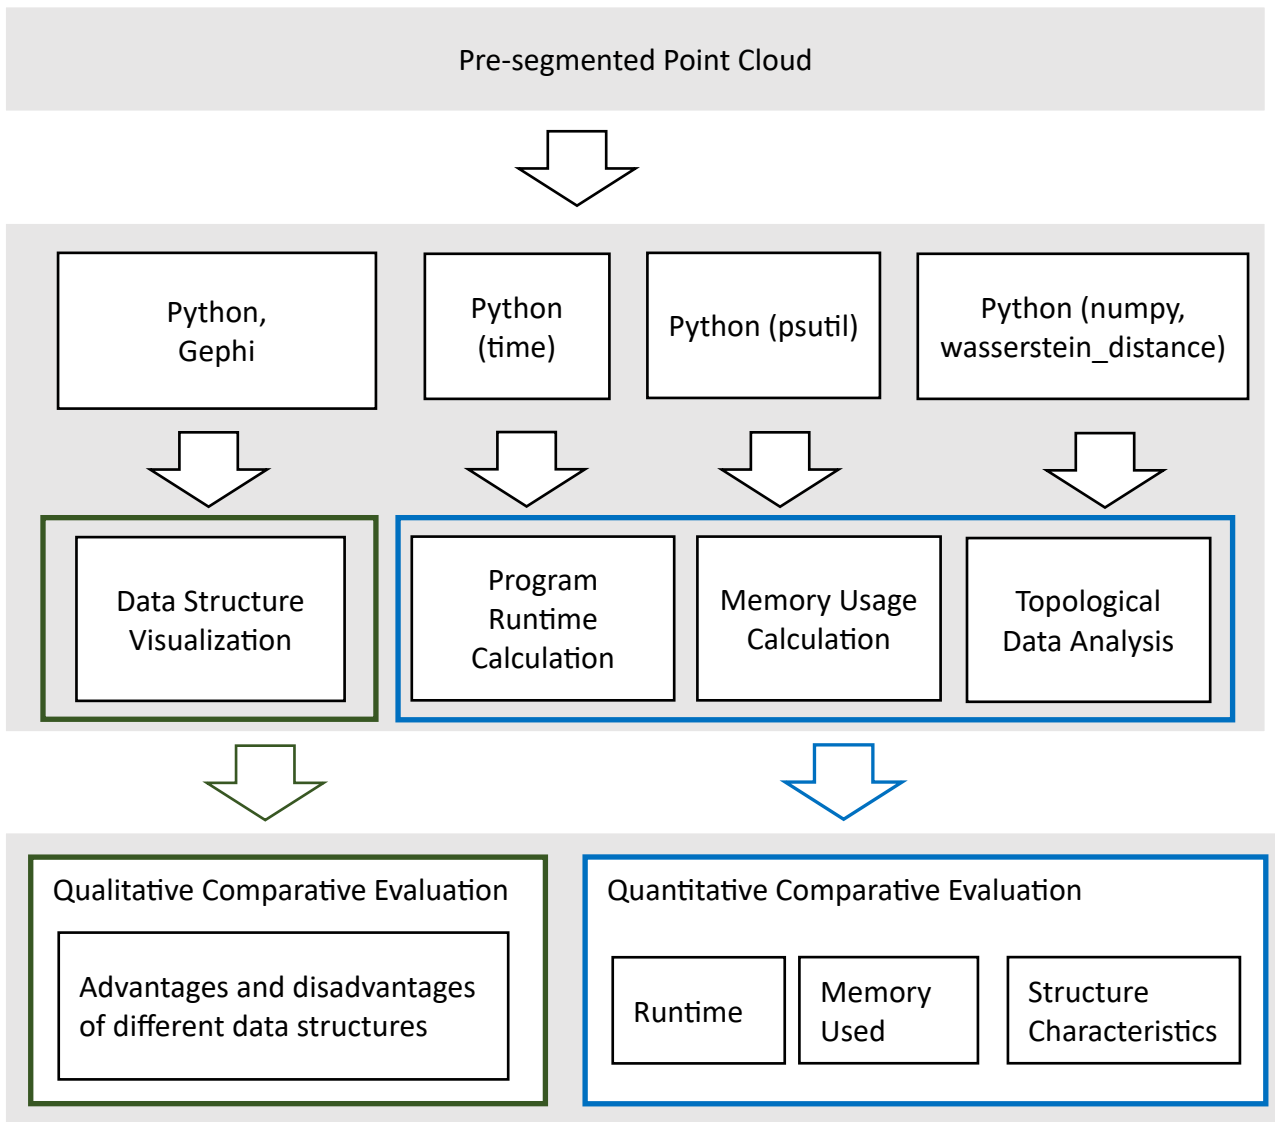 Pre-segmented Point Cloud
Python,
Gephi
Python
(time)
Python (psutil)
Python (numpy,
wasserstein_distance)
Data Structure
Visualization
Program
Runtime
Calculation
Memory Usage
Calculation
Topological
Data Analysis
Qualitative Comparative Evaluation
Advantages and disadvantages
of different data structures
Quantitative Comparative Evaluation
Runtime
Memory
Used
Structure
Characteristics